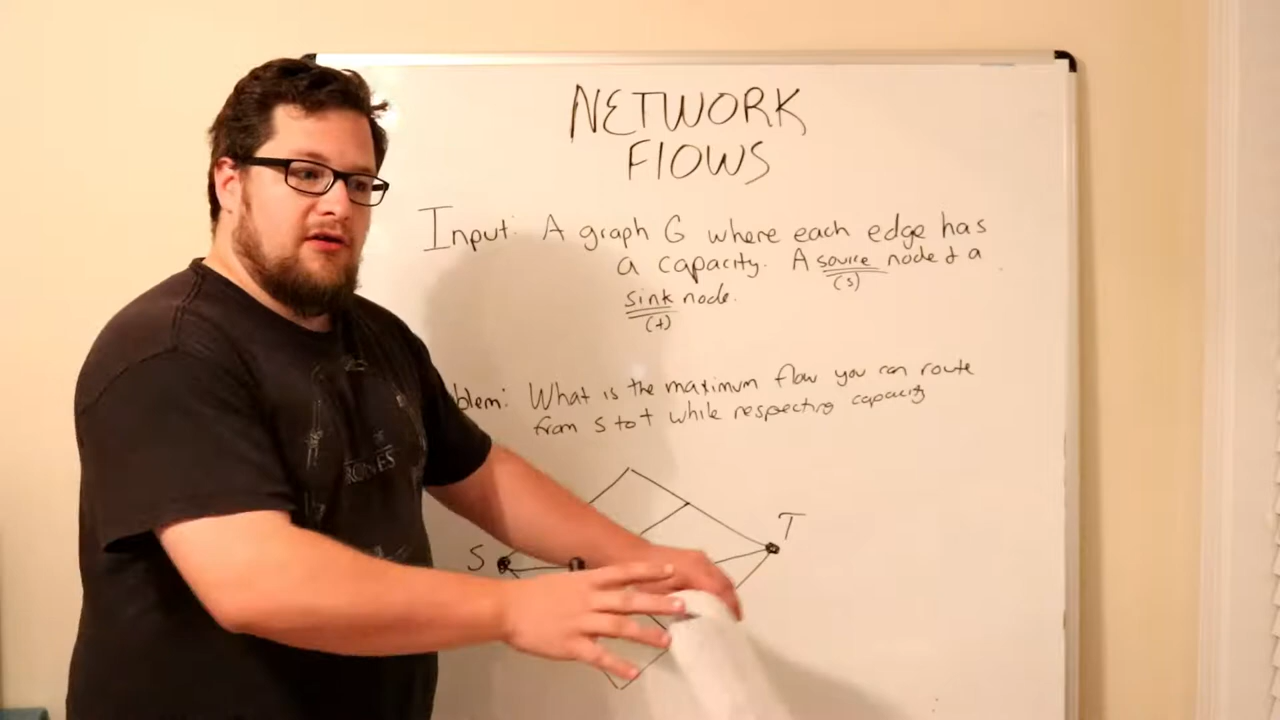 NETWORK
FLOWS
Input: A graph G where each edge has
a capacity. A source node & a
(s)
sink node.
(t)
blem: What is the maximum flow you can route
from s to t while respecting capacity
S
T